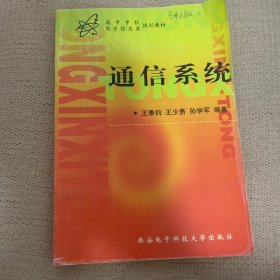 高等学校
电子信息类 规划教材
TONGXINXITONG
通信系统
王秉钧 王少勇 孙学军 编著
西安电子科技大学出版社